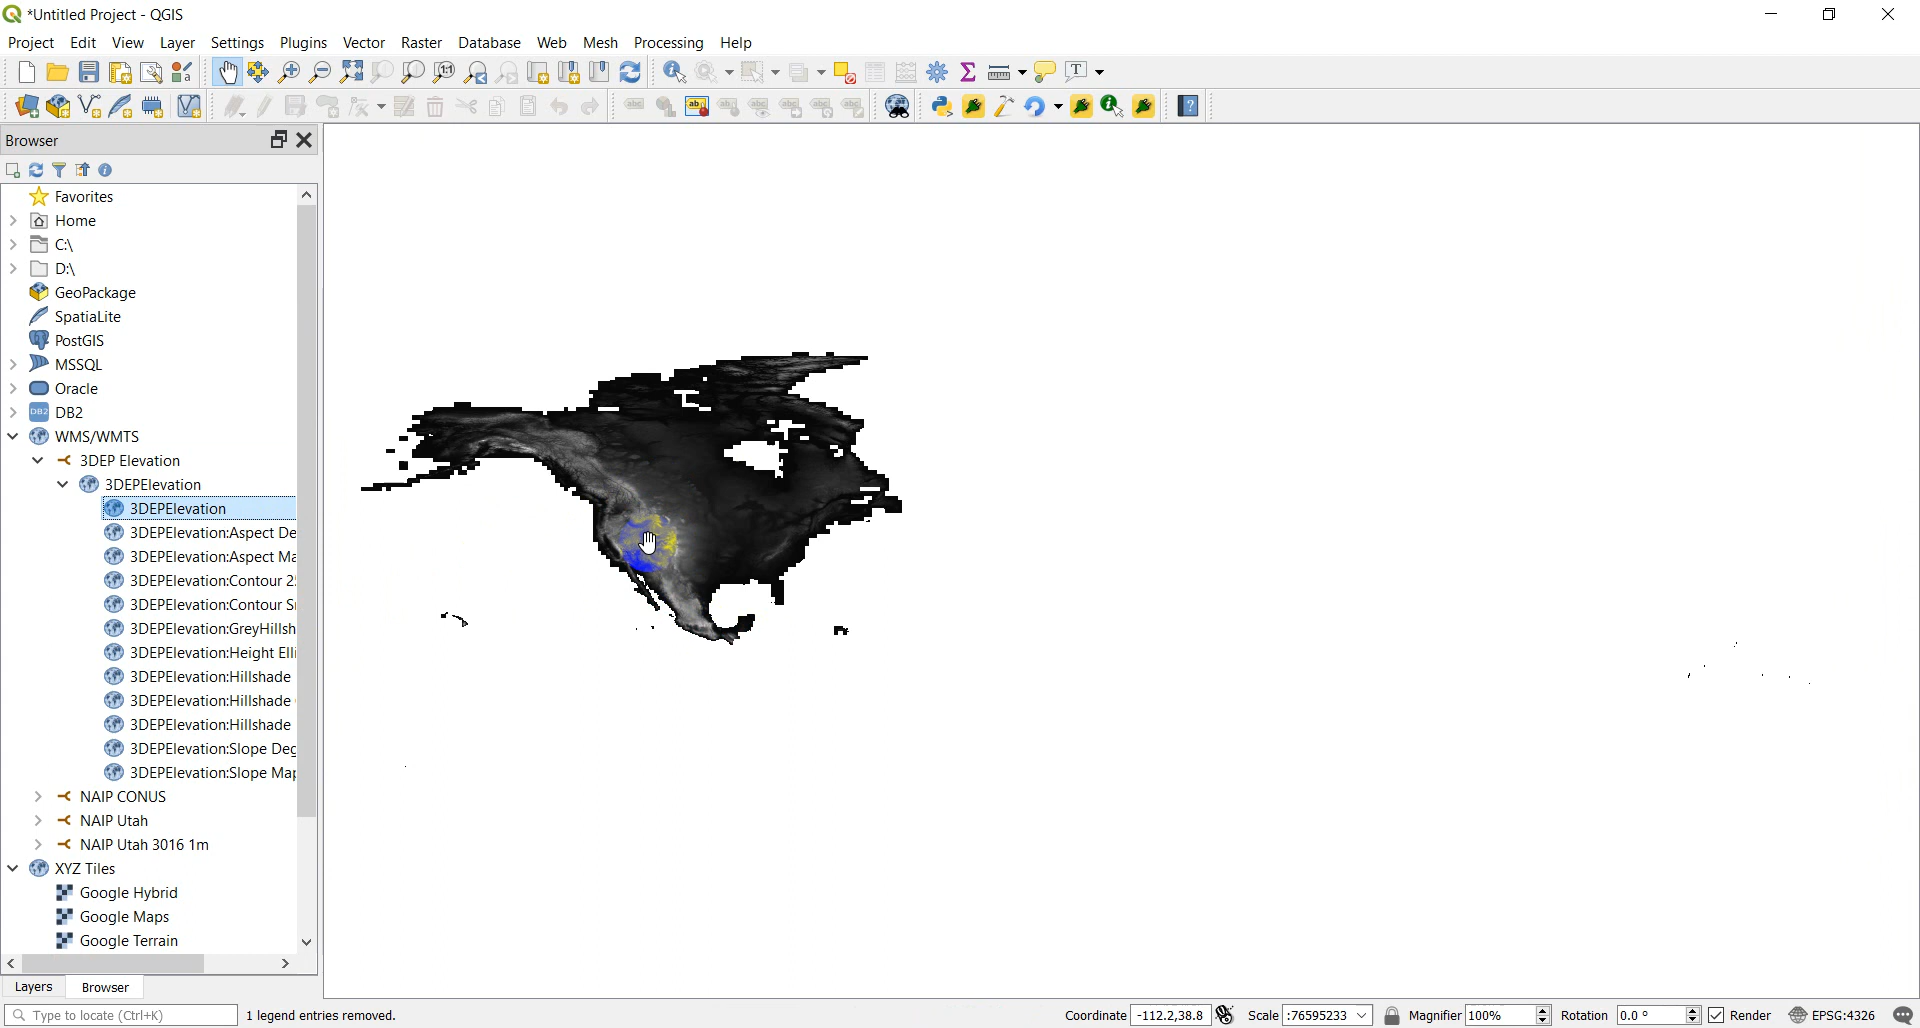 *Untitled Project - QGIS
Project Edit View Layer Settings Plugins Vector Raster Database Web Mesh Processing Help
Browser
Favorites
Home
C:\
D:\
GeoPackage
SpatiaLite
PostGIS
MSSQL
Oracle
DB2
WMS/WMTS
3DEP Elevation
3DEPElevation
3DEPElevation
3DEPElevation:Aspect De
3DEPElevation:Aspect Ma
3DEPElevation:Contour 2
3DEPElevation:Contour S
3DEPElevation:GreyHillsh
3DEPElevation:Height Elli
3DEPElevation:Hillshade
3DEPElevation:Hillshade
3DEPElevation:Hillshade
3DEPElevation:Slope Deg
3DEPElevation:Slope Map
NAIP CONUS
NAIP Utah
NAIP Utah 3016 1m
XYZ Tiles
Google Hybrid
Google Maps
Google Terrain
Layers Browser
Type to locate (Ctrl+K) 1 legend entries removed. Coordinate -112.2,38.8 Scale :76595233 Magnifier 100% Rotation 0.0 ° Render EPSG:4326